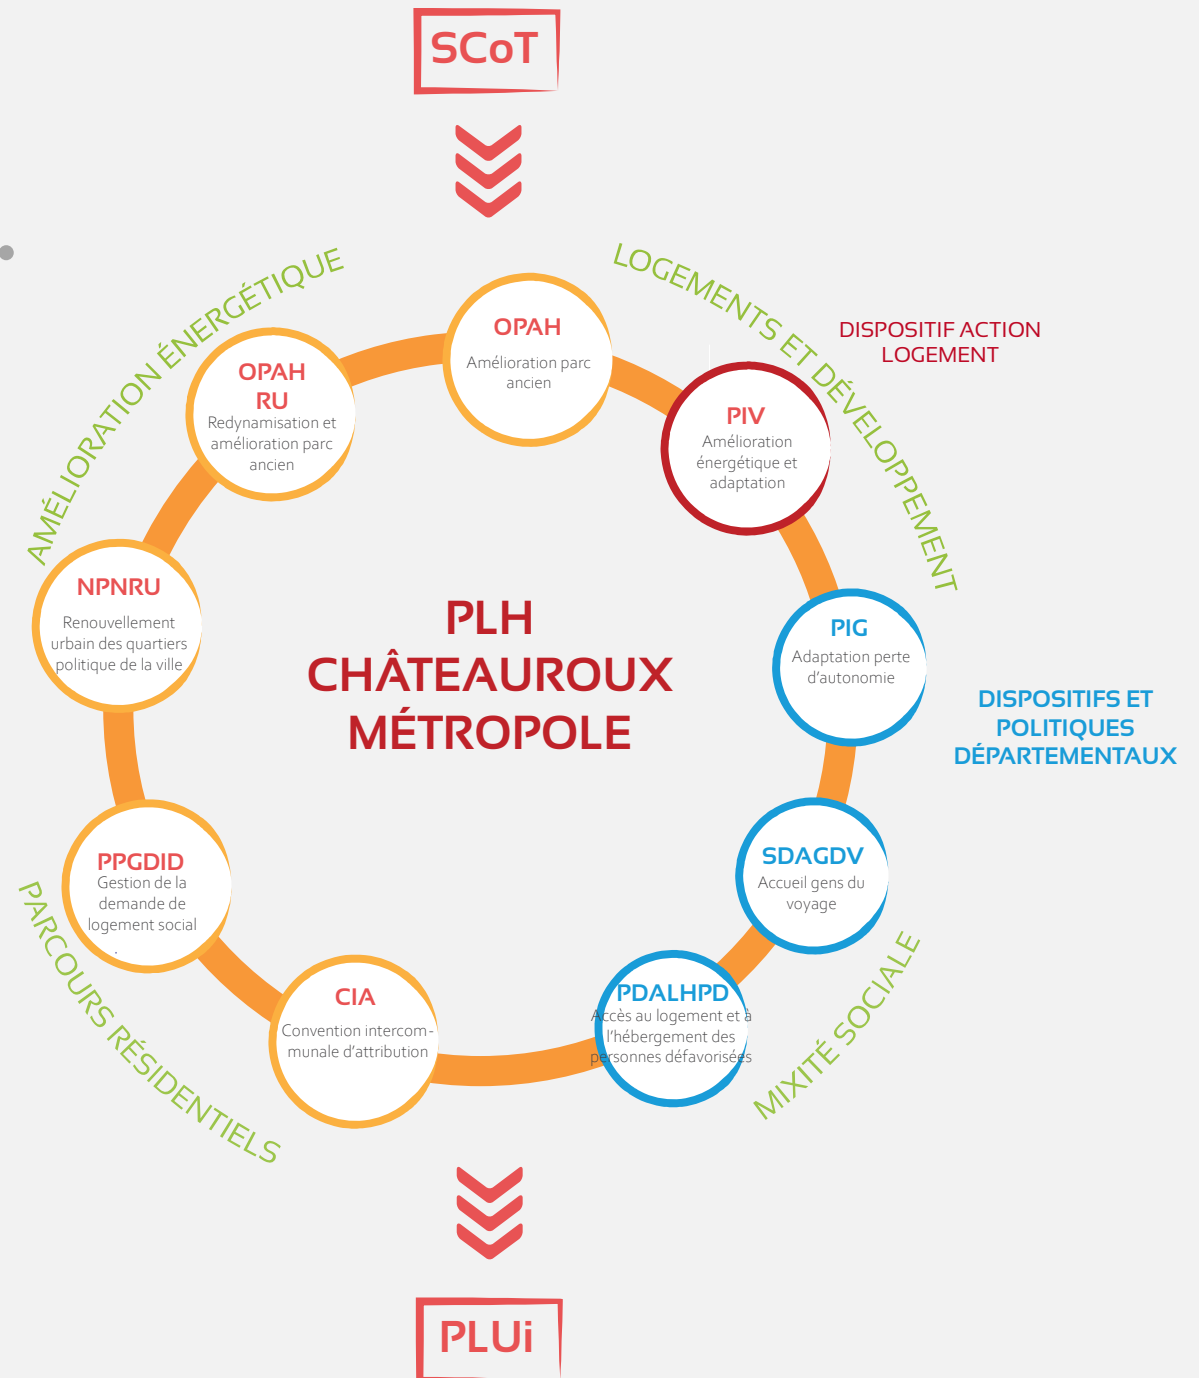 SCoT
AMÉLIORATION ÉNERGÉTIQUE
LOGEMENTS ET DÉVELOPPEMENT
DISPOSITIF ACTION
LOGEMENT
OPAH
Amélioration parc
ancien
OPAH
RU
Redynamisation et
amélioration parc
ancien
PIV
Amélioration
énergétique et
adaptation
NPNRU
Renouvellement
urbain des quartiers
politique de la ville
PLH
CHÂTEAUROUX
MÉTROPOLE
PIG
Adaptation perte
d'autonomie
DISPOSITIFS ET
POLITIQUES
DÉPARTEMENTAUX
PPGDID
Gestion de la
demande de
logement social
.
SDAGDV
Accueil gens du
voyage
PARCOURS RÉSIDENTIELS
CIA
Convention intercom-
munale d'attribution
PDALHPD
Accès au logement et à
l'hébergement des
personnes défavorisées
MIXITÉ SOCIALE
PLUi